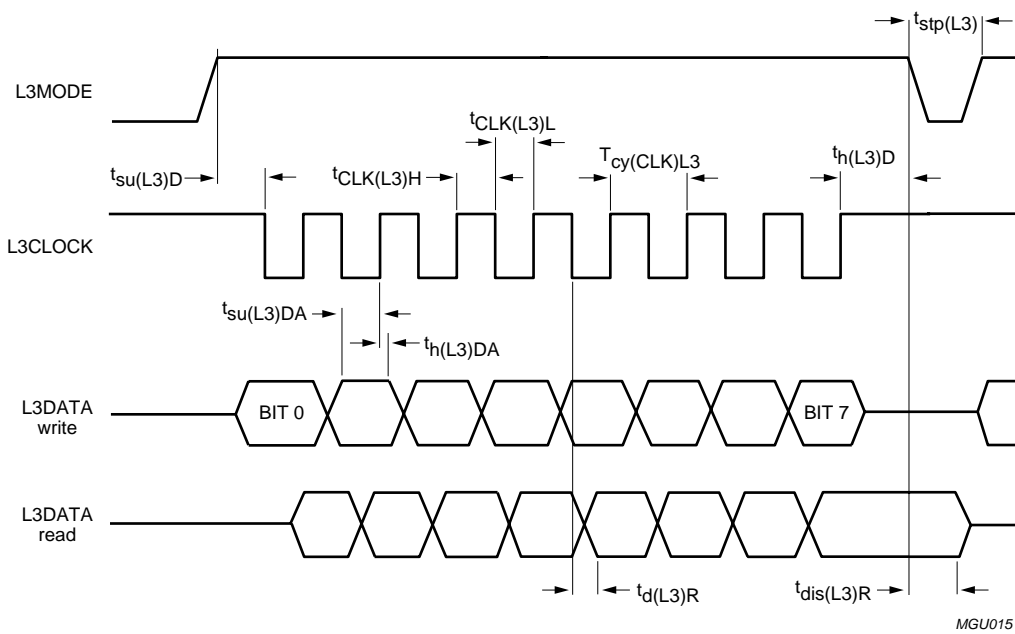 tstp(L3)
L3MODE
tCLK(L3)L
tsu(L3)D
tCLK(L3)H
Tcy(CLK)L3
th(L3)D
L3CLOCK
tsu(L3)DA
th(L3)DA
L3DATA
write
BIT 0
BIT 7
L3DATA
read
td(L3)R
tdis(L3)R
MGU015